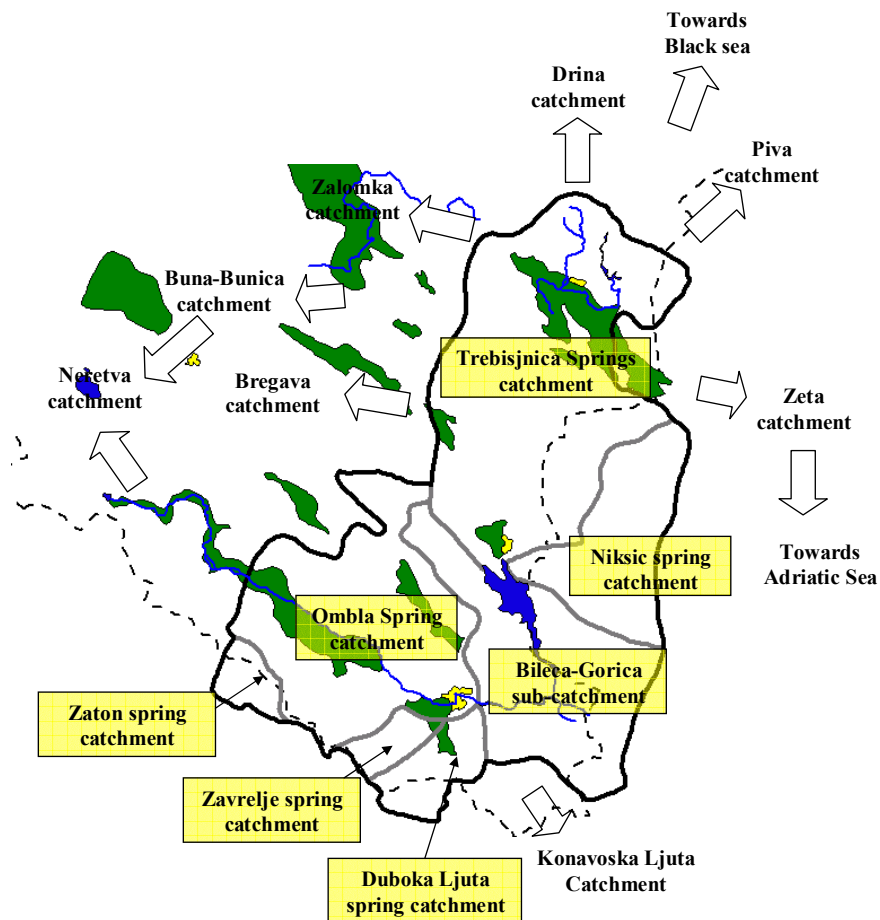 Towards
Black sea
Drina
catchment
Piva
catchment
Zalomka
catchment
Buna-Bunica
catchment
Trebisjnica Springs
catchment
Neretva
catchment
Bregava
catchment
Zeta
catchment
Niksic spring
catchment
Towards
Adriatic Sea
Ombla Spring
catchment
Bileca-Gorica
sub-catchment
Zaton spring
catchment
Zavrelje spring
catchment
Konavoska Ljuta
Catchment
Duboka Ljuta
spring catchment